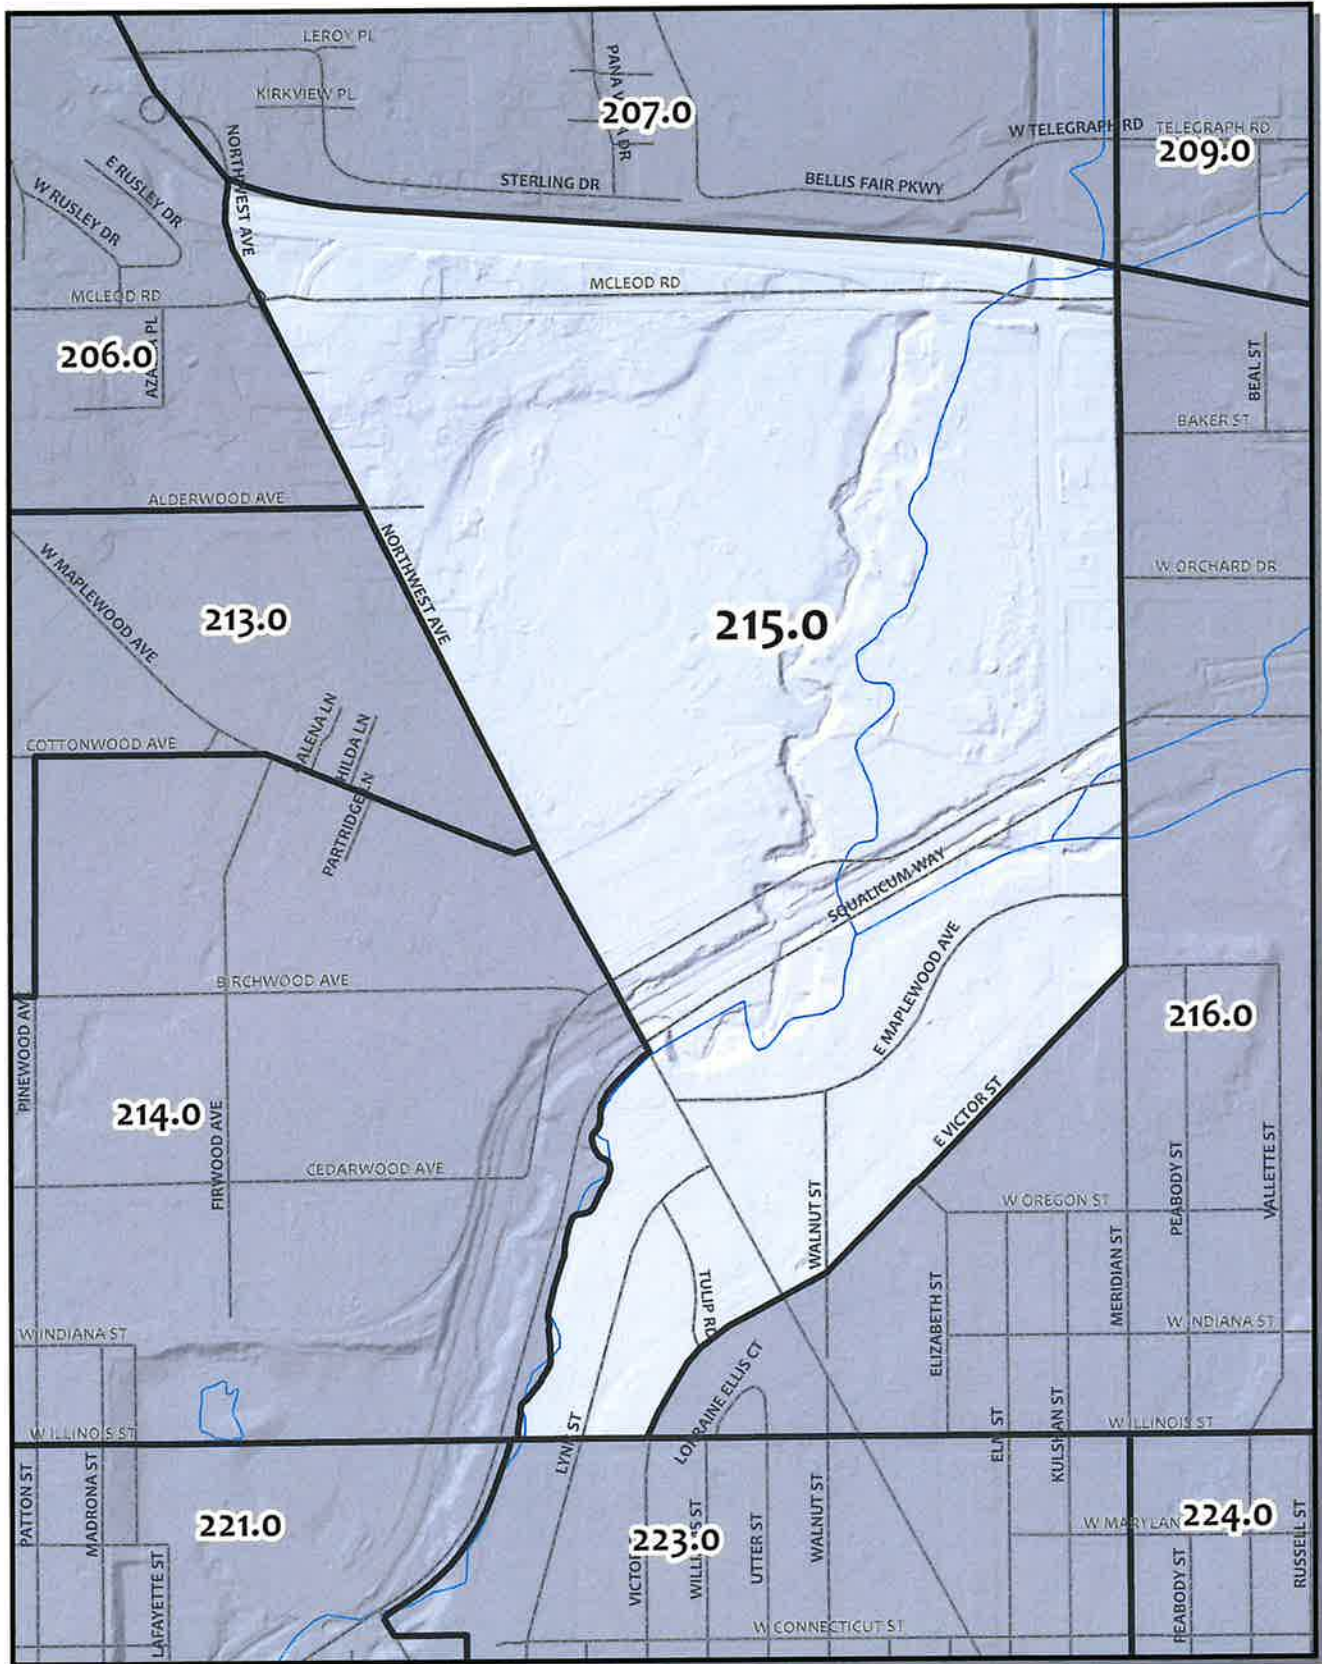 LEROY PL
KIRKVIEW PL
207.0
W TELEGRAPH RD
TELEGRAPH RD
209.0
NORTHWEST AVE
E RUSLEY DR
W RUSLEY DR
STERLING DR
BELLIS FAIR PKWY
MCLEOD RD
MCLEOD RD
206.0
BEAL ST
BAKER ST
ALDERWOOD AVE
NORTHWEST AVE
W MAPLEWOOD AVE
213.0
215.0
W ORCHARD DR
COTTONWOOD AVE
HILDA LN
PARTRIDGE LN
SQUALICUM WAY
E MAPLEWOOD AVE
BIRCHWOOD AVE
PINEWOOD AVE
216.0
214.0
FIRWOOD AVE
E VICTOR ST
CEDARWOOD AVE
WALNUT ST
W OREGON ST
PEABODY ST
VALLETTE ST
MERIDIAN ST
TULIP RD
ELIZABETH ST
W INDIANA ST
W INDIANA ST
LORRAINE ELLIS CT
W ILLINOIS ST
W ILLINOIS ST
LYNN ST
ELM ST
KULSHAN ST
PATTON ST
MADRONA ST
LAFAYETTE ST
221.0
223.0
UTTER ST
WALNUT ST
224.0
PEABODY ST
RUSSELL ST
W CONNECTICUT ST